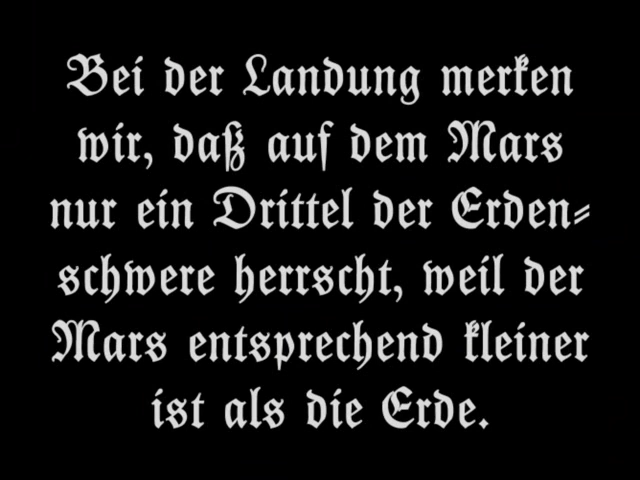 Bei der Landung merken
wir, daß auf dem Mars
nur ein Drittel der Erden⸗
schwere herrscht, weil der
Mars entsprechend kleiner
ist als die Erde.